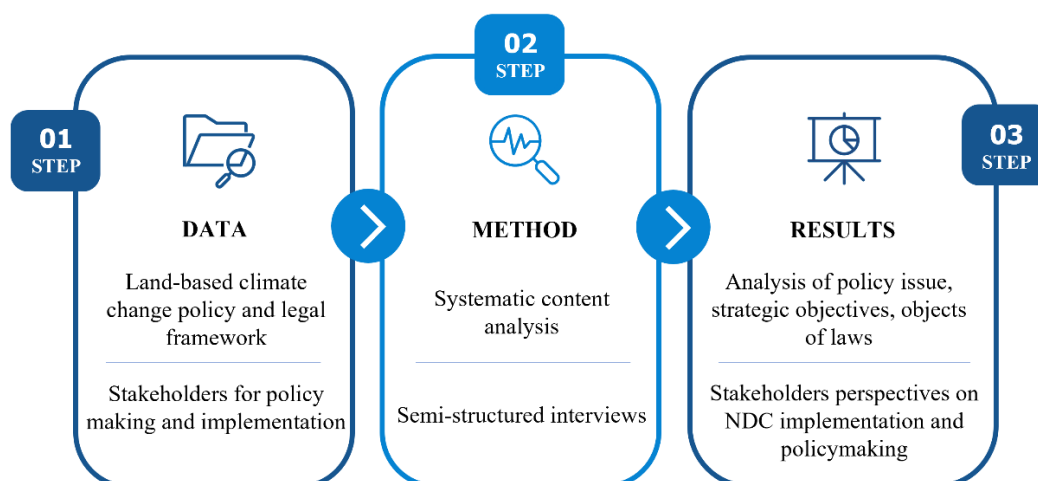 01
STEP
DATA
Land-based climate
change policy and legal
framework
Stakeholders for policy
making and implementation
02
STEP
METHOD
Systematic content
analysis
Semi-structured interviews
03
STEP
RESULTS
Analysis of policy issue,
strategic objectives, objects
of laws
Stakeholders perspectives on
NDC implementation and
policymaking